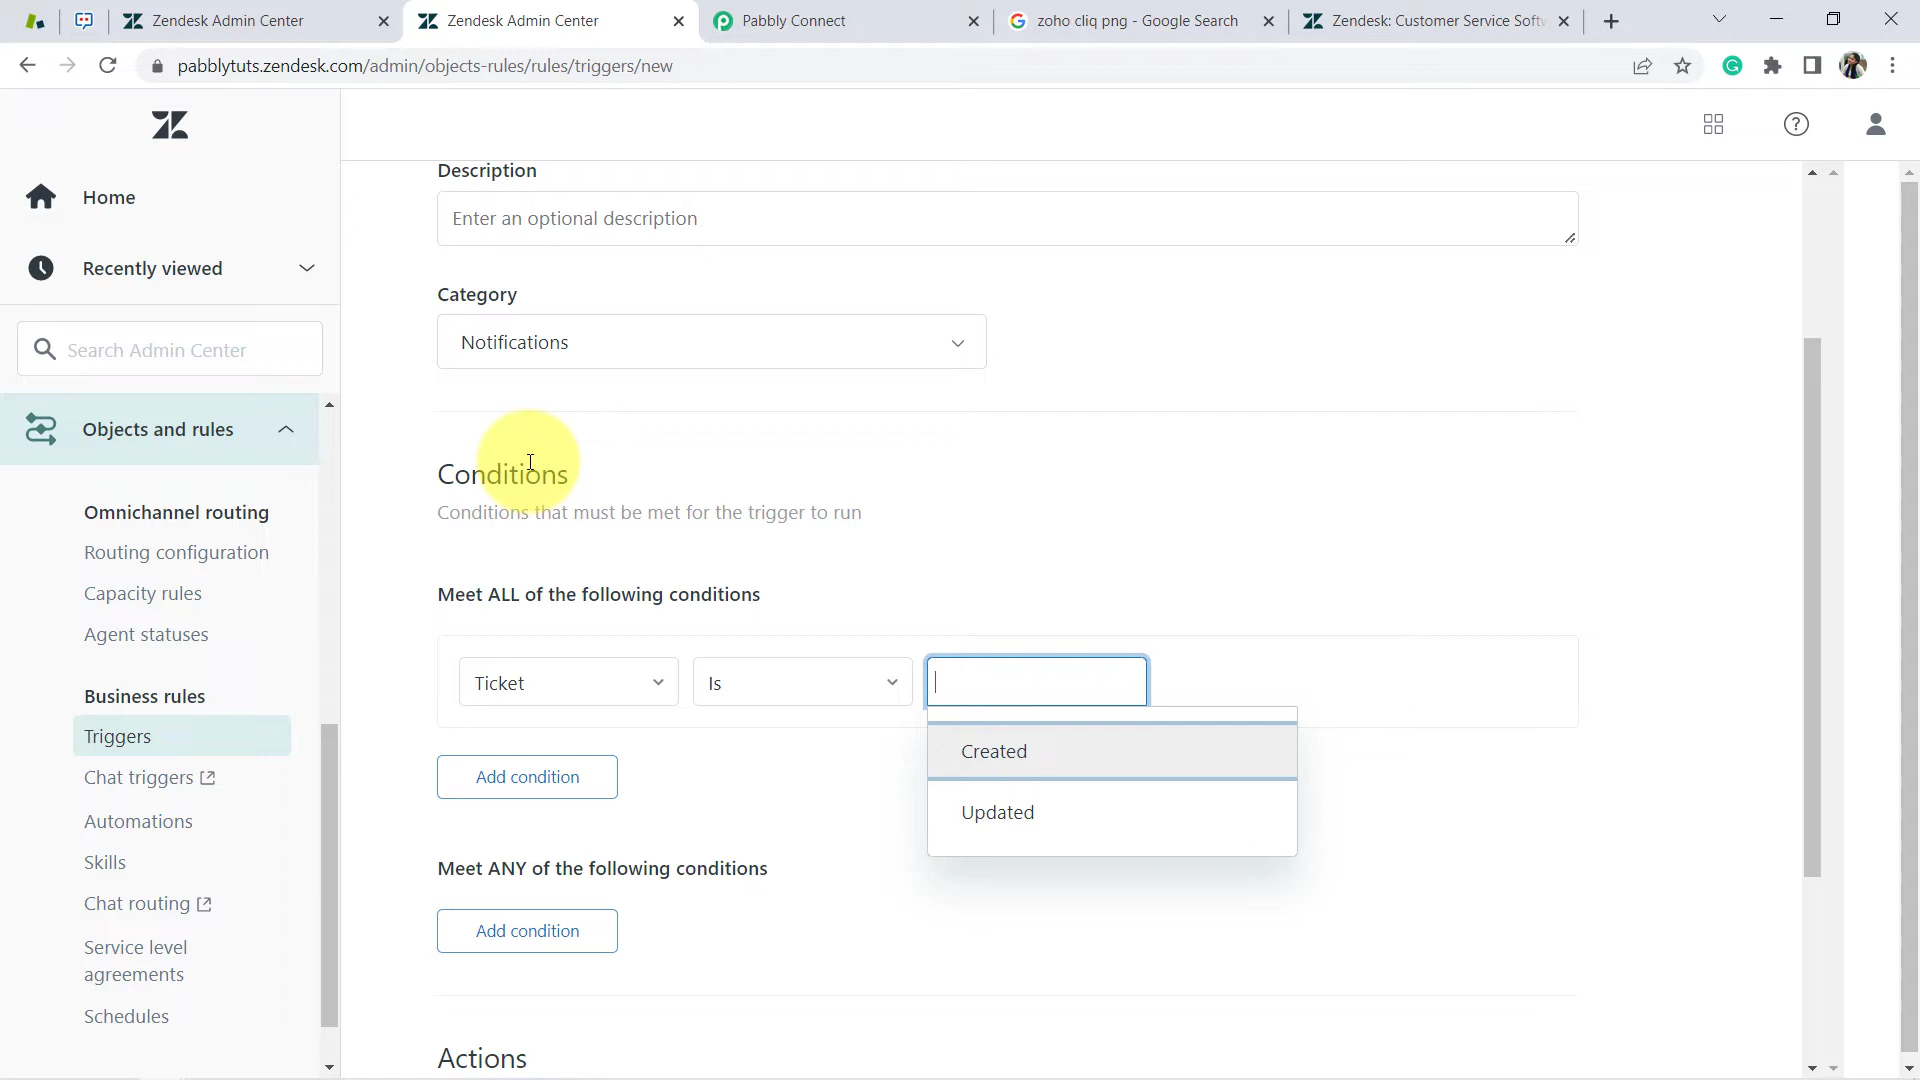 Zendesk Admin Center
Zendesk Admin Center
Pabbly Connect
zoho cliq png - Google Search
Zendesk: Customer Service Softw
pabblytuts.zendesk.com/admin/objects-rules/rules/triggers/new
Home
Recently viewed
Search Admin Center
Objects and rules
Omnichannel routing
Routing configuration
Capacity rules
Agent statuses
Business rules
Triggers
Chat triggers
Automations
Skills
Chat routing
Service level
agreements
Schedules
Description
Enter an optional description
Category
Notifications
Conditions
Conditions that must be met for the trigger to run
Meet ALL of the following conditions
Ticket
Is
Created
Updated
Add condition
Meet ANY of the following conditions
Add condition
Actions